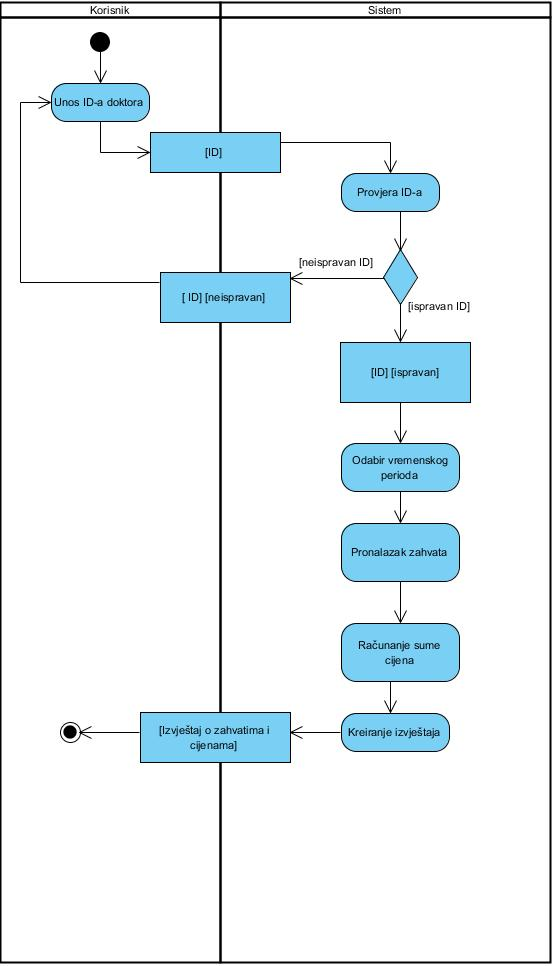 Korisnik
Sistem
Unos ID-a doktora
[ID]
Provjera ID-a
[neispravan ID]
[ ID] [neispravan]
[ispravan ID]
[ID] [ispravan]
Odabir vremenskog
perioda
Pronalazak zahvata
Računanje sume
cijena
[Izvještaj o zahvatima i
cijenama]
Kreiranje izvještaja